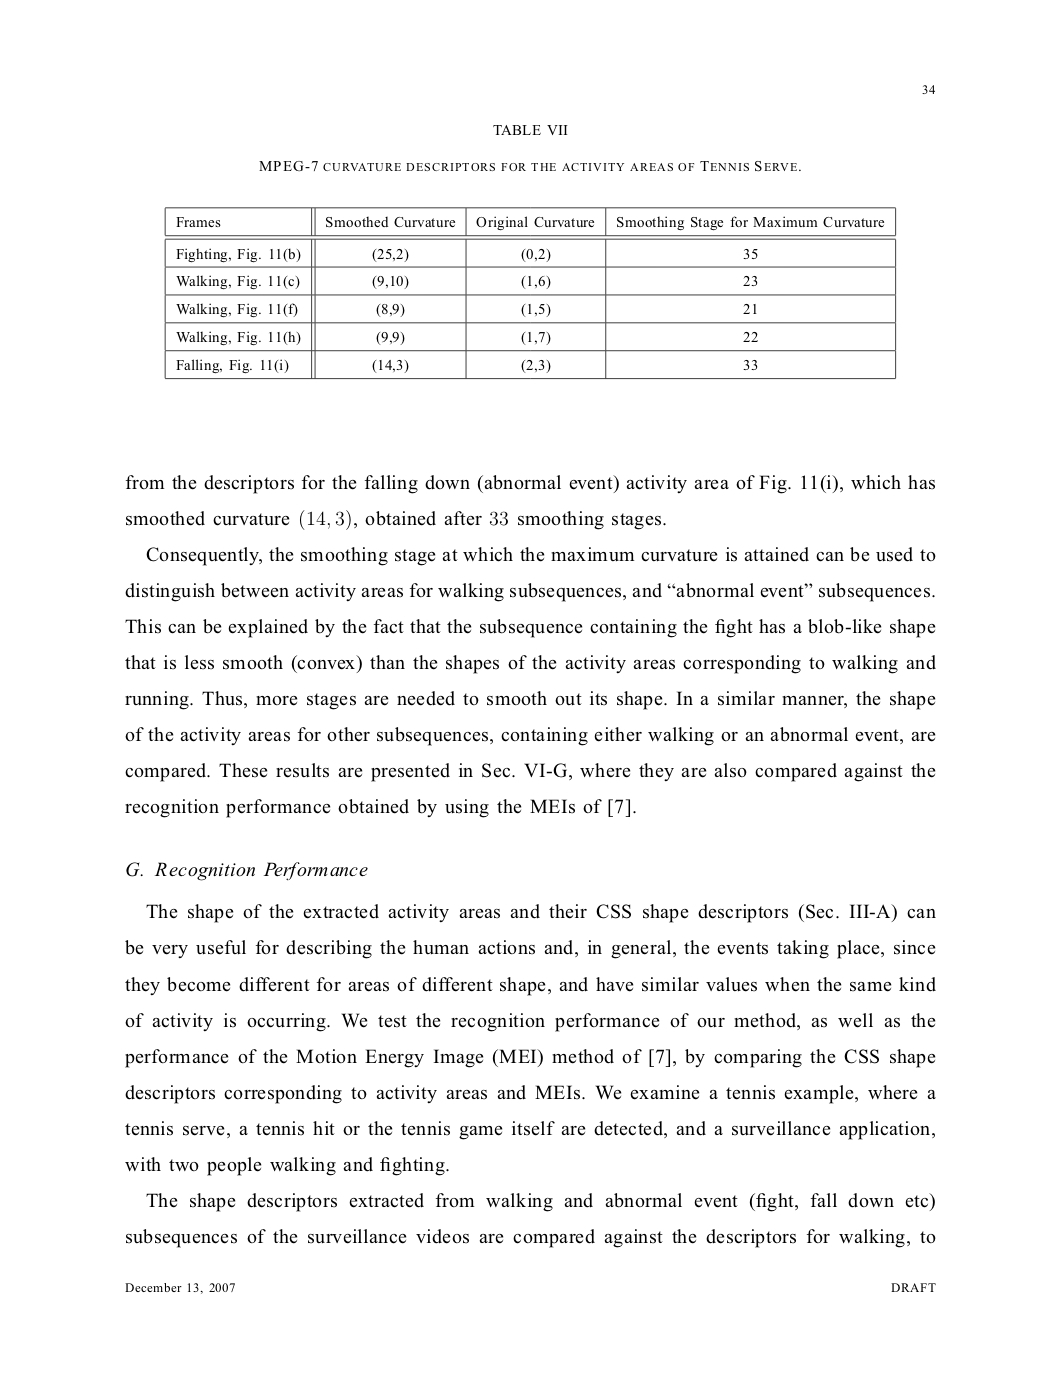 34
TABLE VII
MPEG-7 CURVATURE DESCRIPTORS FOR THE ACTIVITY AREAS OF TENNIS SERVE.
Frames Smoothed Curvature Original Curvature Smoothing Stage for Maximum Curvature
Fighting, Fig. 11(b) (25,2) (0,2) 35
Walking, Fig. 11(c) (9,10) (1,6) 23
Walking, Fig. 11(f) (8,9) (1,5) 21
Walking, Fig. 11(h) (9,9) (1,7) 22
Falling, Fig. 11(i) (14,3) (2,3) 33
from the descriptors for the falling down (abnormal event) activity area of Fig. 11(i), which has
smoothed curvature (14, 3), obtained after 33 smoothing stages.
Consequently, the smoothing stage at which the maximum curvature is attained can be used to
distinguish between activity areas for walking subsequences, and “abnormal event” subsequences.
This can be explained by the fact that the subsequence containing the fight has a blob-like shape
that is less smooth (convex) than the shapes of the activity areas corresponding to walking and
running. Thus, more stages are needed to smooth out its shape. In a similar manner, the shape
of the activity areas for other subsequences, containing either walking or an abnormal event, are
compared. These results are presented in Sec. VI-G, where they are also compared against the
recognition performance obtained by using the MEIs of [7].
G. Recognition Performance
The shape of the extracted activity areas and their CSS shape descriptors (Sec. III-A) can
be very useful for describing the human actions and, in general, the events taking place, since
they become different for areas of different shape, and have similar values when the same kind
of activity is occurring. We test the recognition performance of our method, as well as the
performance of the Motion Energy Image (MEI) method of [7], by comparing the CSS shape
descriptors corresponding to activity areas and MEIs. We examine a tennis example, where a
tennis serve, a tennis hit or the tennis game itself are detected, and a surveillance application,
with two people walking and fighting.
The shape descriptors extracted from walking and abnormal event (fight, fall down etc)
subsequences of the surveillance videos are compared against the descriptors for walking, to
December 13, 2007 DRAFT